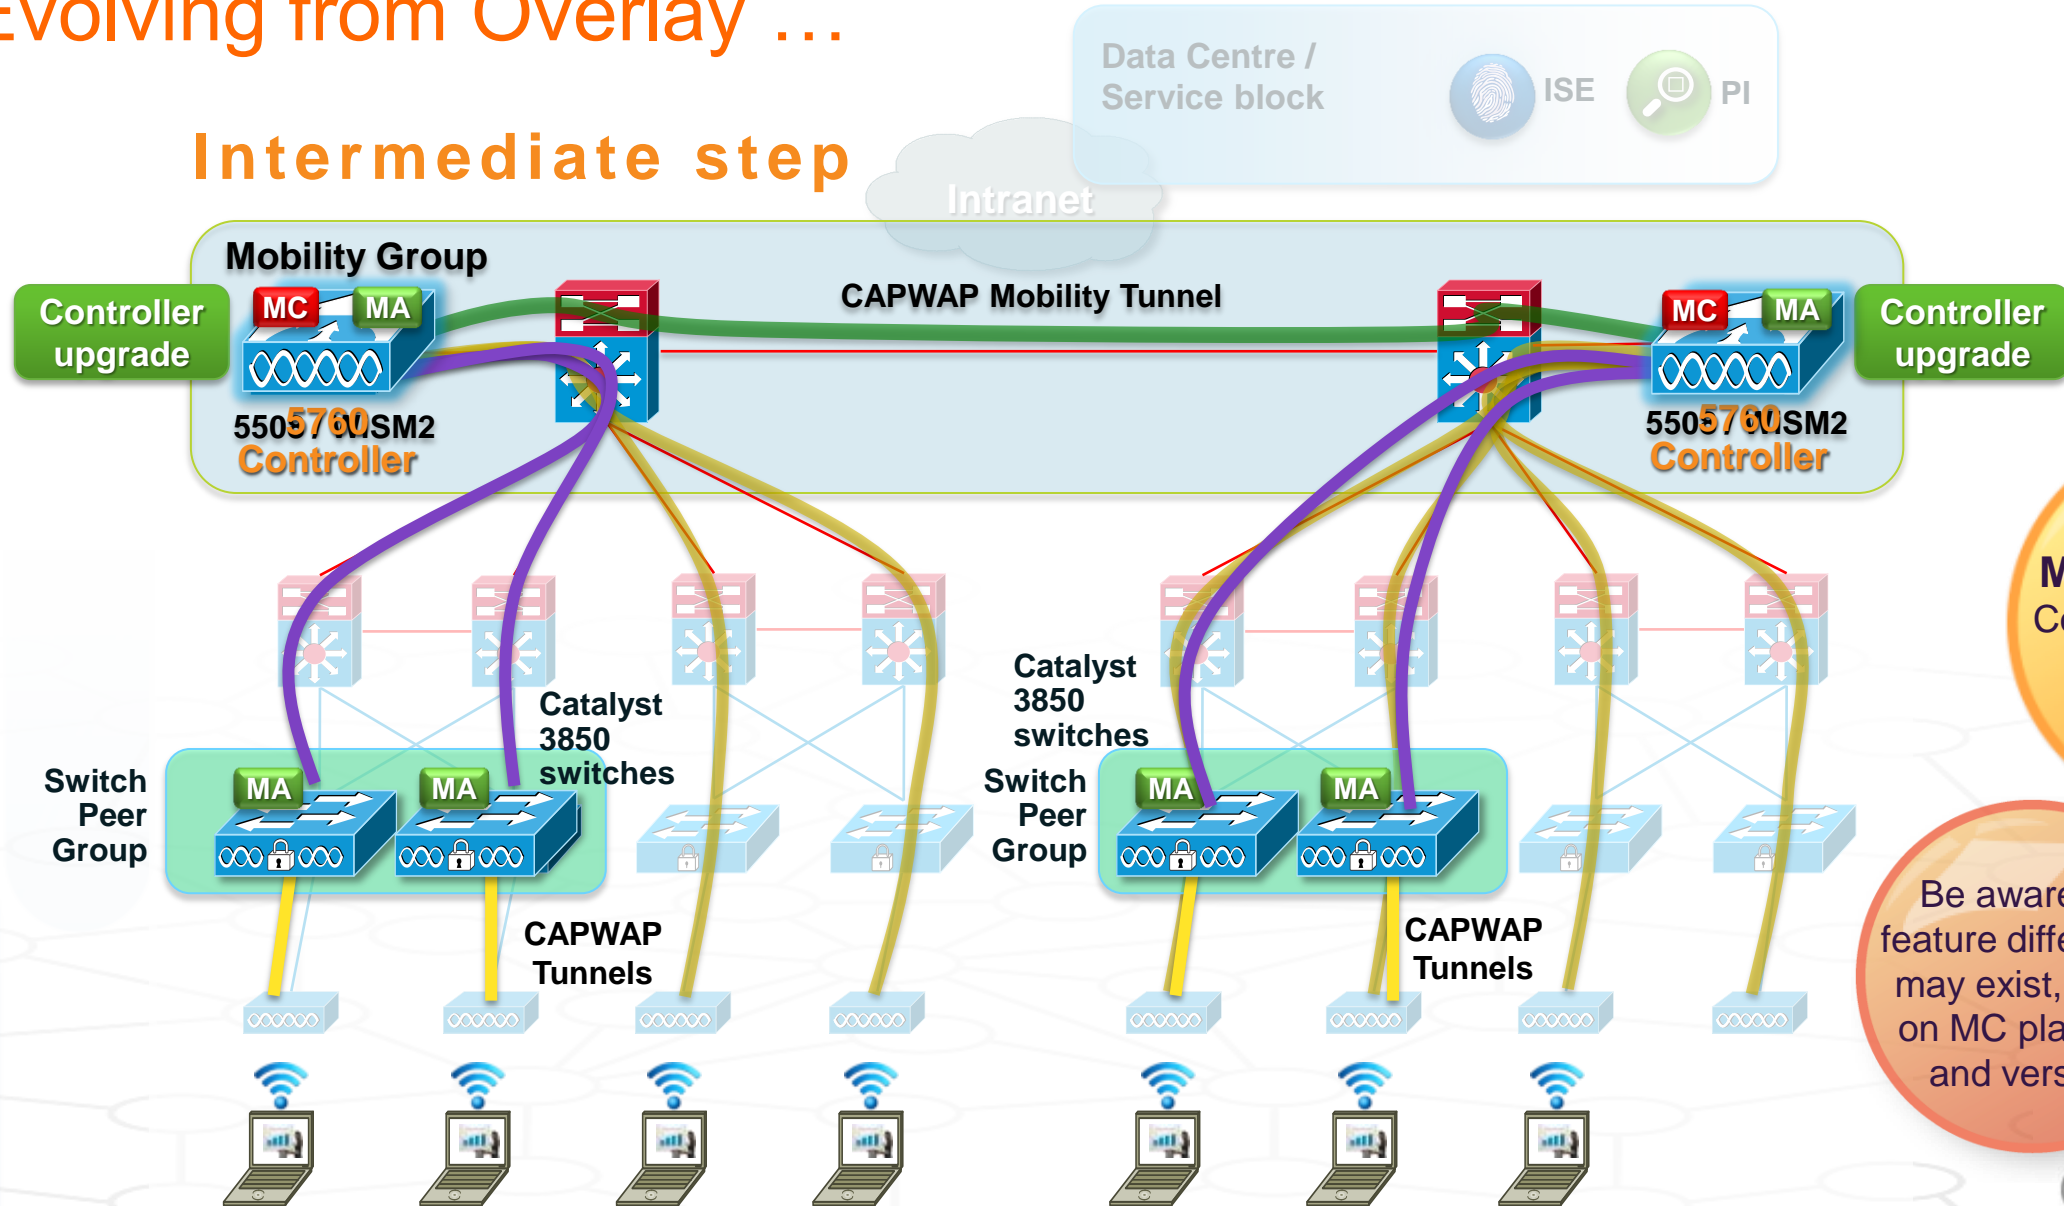 Evolving from Overlay ...
Data Centre /
Service block
ISE
PI
Intermediate step
Intranet
Mobility Group
CAPWAP Mobility Tunnel
Controller
upgrade
MC
MA
MC
MA
Controller
upgrade
5760
Controller
5760
Controller
Catalyst
3850
switches
Catalyst
3850
switches
Switch
Peer
Group
MA
MA
Switch
Peer
Group
MA
MA
CAPWAP
Tunnels
CAPWAP
Tunnels
Be aware
feature
may exist,
on MC
and